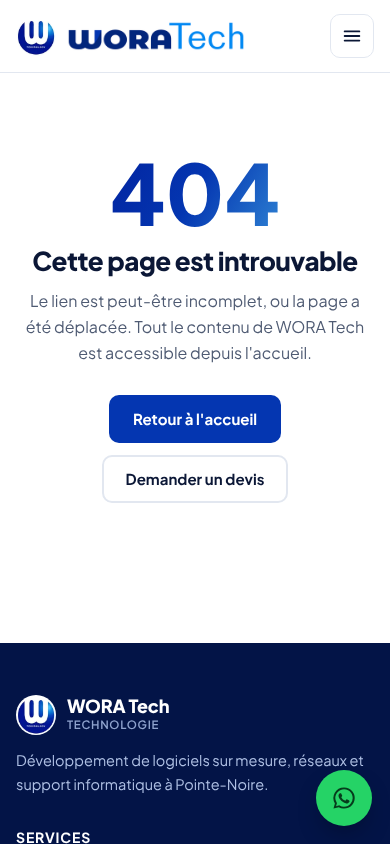 WORATech
404
Cette page est introuvable
Le lien est peut-être incomplet, ou la page a
été déplacée. Tout le contenu de WORA Tech
est accessible depuis l'accueil.
Retour à l'accueil
Demander un devis
WORA Tech
TECHNOLOGIE
Développement de logiciels sur mesure, réseaux et
support informatique à Pointe-Noire.
SERVICES